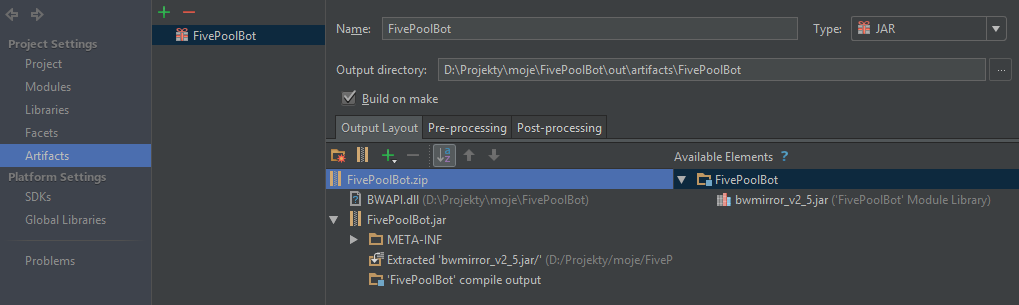 Project Settings
Project
Modules
Libraries
Facets
Artifacts
Platform Settings
SDKs
Global Libraries
Problems
FivePoolBot
Name: FivePoolBot Type: JAR
Output directory: D:\Projekty\moje\FivePoolBot\out\artifacts\FivePoolBot ...
Build on make
Output Layout Pre-processing Post-processing
Available Elements ?
FivePoolBot.zip
BWAPI.dll (D:\Projekty\moje\FivePoolBot)
FivePoolBot.jar
META-INF
Extracted 'bwmirror_v2_5.jar/' (D:/Projekty/moje/FiveP
'FivePoolBot' compile output
FivePoolBot
bwmirror_v2_5.jar ('FivePoolBot' Module Library)